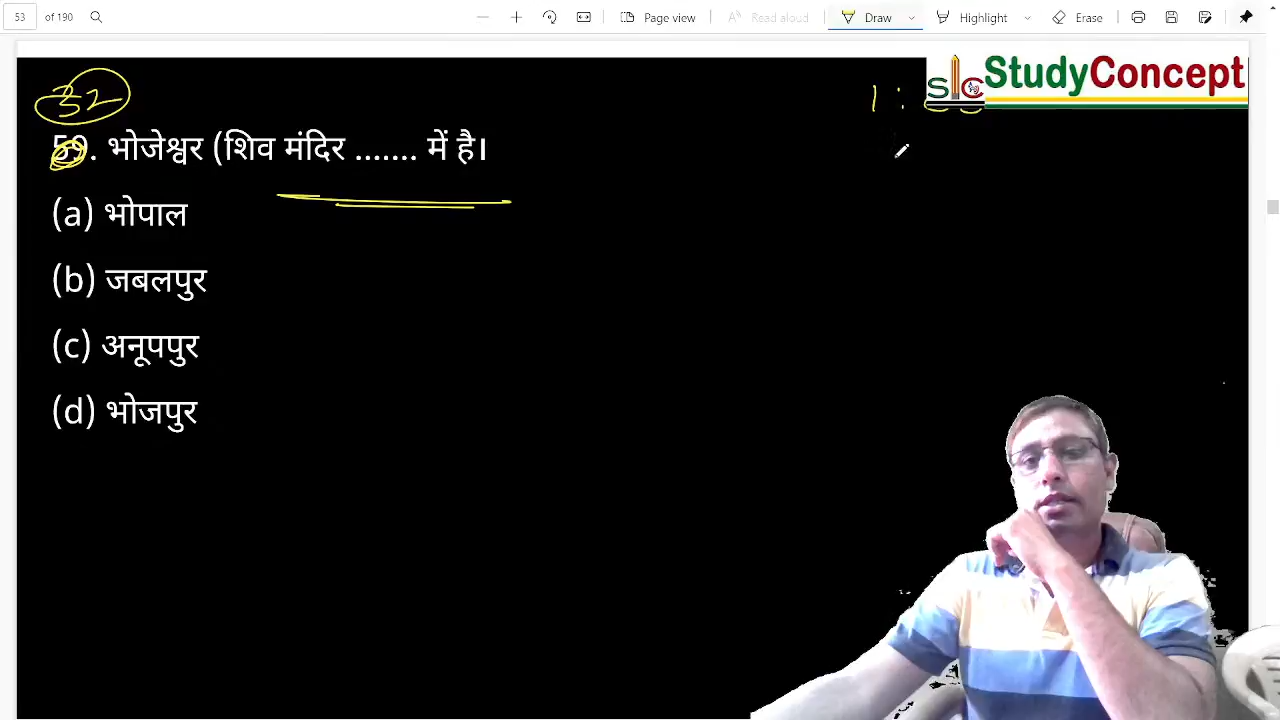 53 of 190 Page view Read aloud Draw Highlight Erase
StudyConcept
32
59. भोजेश्वर (शिव मंदिर ....... में है।
(a) भोपाल
(b) जबलपुर
(c) अनूपपुर
(d) भोजपुर